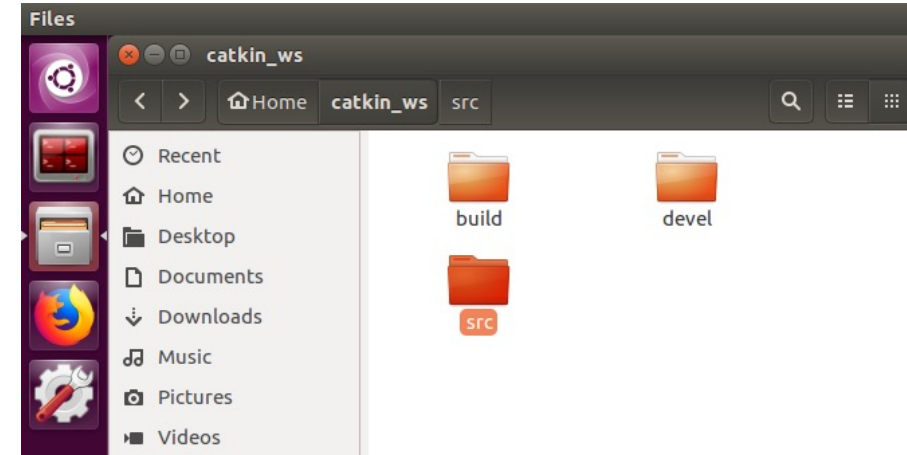 Files
catkin_ws
Home catkin_ws src
Recent
Home
Desktop
Documents
Downloads
Music
Pictures
Videos
build devel
src